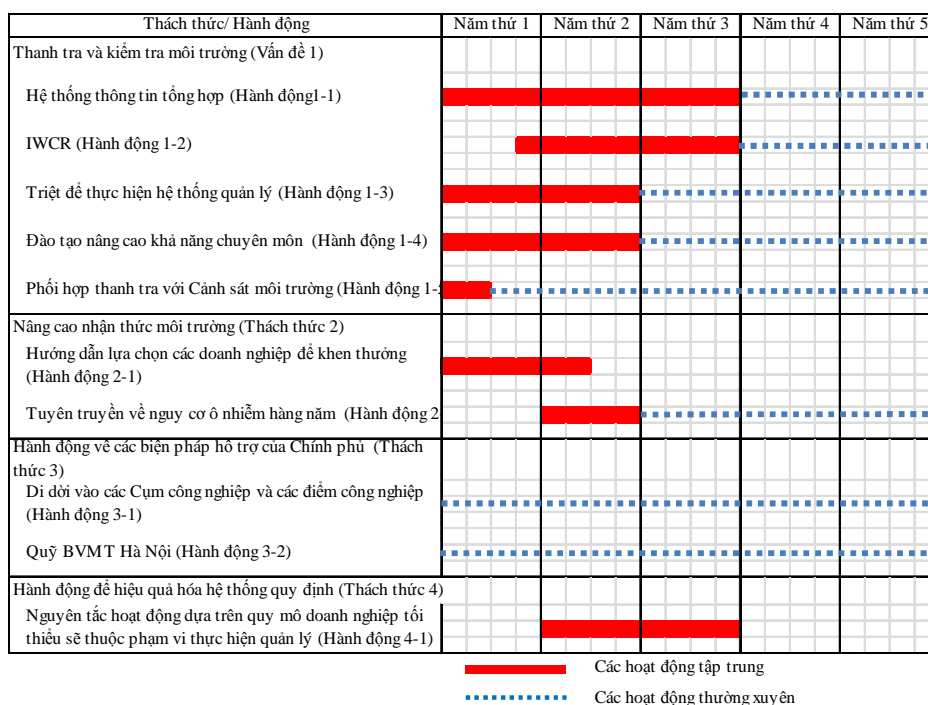 Thách thức/ Hành động Năm thứ 1 Năm thứ 2 Năm thứ 3 Năm thứ 4 Năm thứ 5
Thanh tra và kiểm tra môi trường (Vấn đề 1)
Hệ thống thông tin tổng hợp (Hành động1-1)
IWCR (Hành động 1-2)
Triệt để thực hiện hệ thống quản lý (Hành động 1-3)
Đào tạo nâng cao khả năng chuyên môn (Hành động 1-4)
Phối hợp thanh tra với Cảnh sát môi trường (Hành động 1-
Nâng cao nhận thức môi trường (Thách thức 2)
Hướng dẫn lựa chọn các doanh nghiệp để khen thưởng
(Hành động 2-1)
Tuyên truyền về nguy cơ ô nhiễm hàng năm (Hành động 2
Hành động về các biện pháp hỗ trợ của Chính phủ (Thách
thức 3)
Di dời vào các Cụm công nghiệp và các điểm công nghiệp
(Hành động 3-1)
Quỹ BVMT Hà Nội (Hành động 3-2)
Hành động để hiệu quả hóa hệ thống quy định (Thách thức 4)
Nguyên tắc hoạt động dựa trên quy mô doanh nghiệp tối
thiểu sẽ thuộc phạm vi thực hiện quản lý (Hành động 4-1)
Các hoạt động tập trung
Các hoạt động thường xuyên